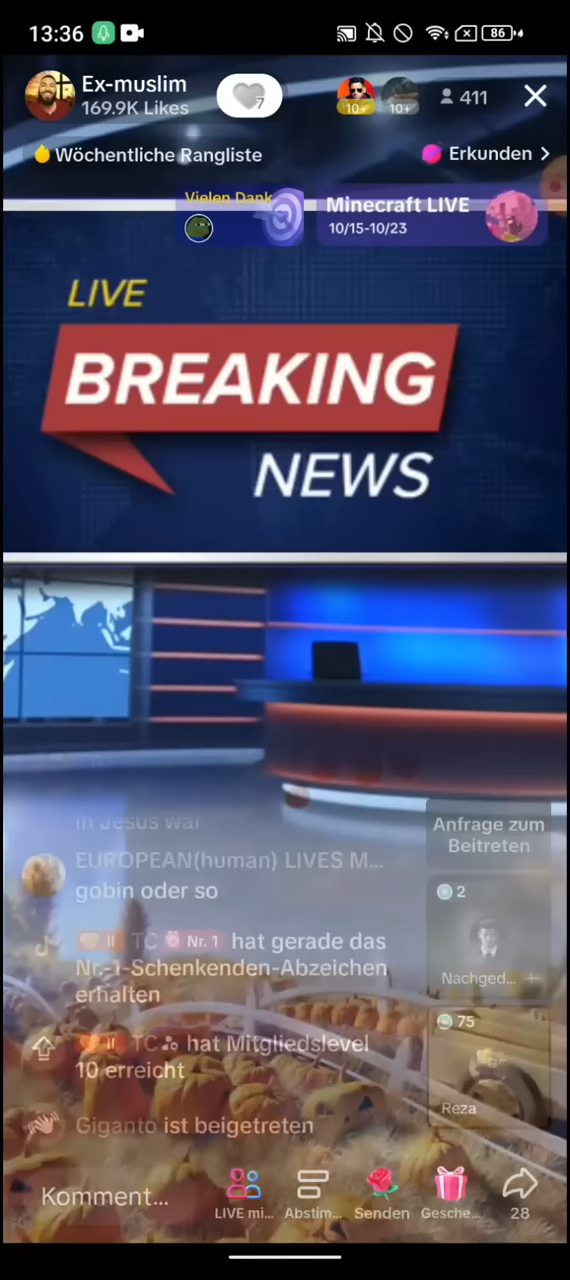 13:36
86
Ex-muslim
169.9K Likes
7
10+
10+
411
Wöchentliche Rangliste
Erkunden
Vielen Dank
Minecraft LIVE
10/15-10/23
LIVE
BREAKING
NEWS
in Jesus war
Anfrage zum
Beitreten
EUROPEAN(human) LIVES M...
gobin oder so
2
Nachged...
II TC Nr. 1 hat gerade das
Nr.-1-Schenkenden-Abzeichen
erhalten
75
II TC hat Mitgliedslevel
10 erreicht
Reza
Giganto ist beigetreten
Komment...
LIVE mi...
Abstim...
Senden
Gesche...
28